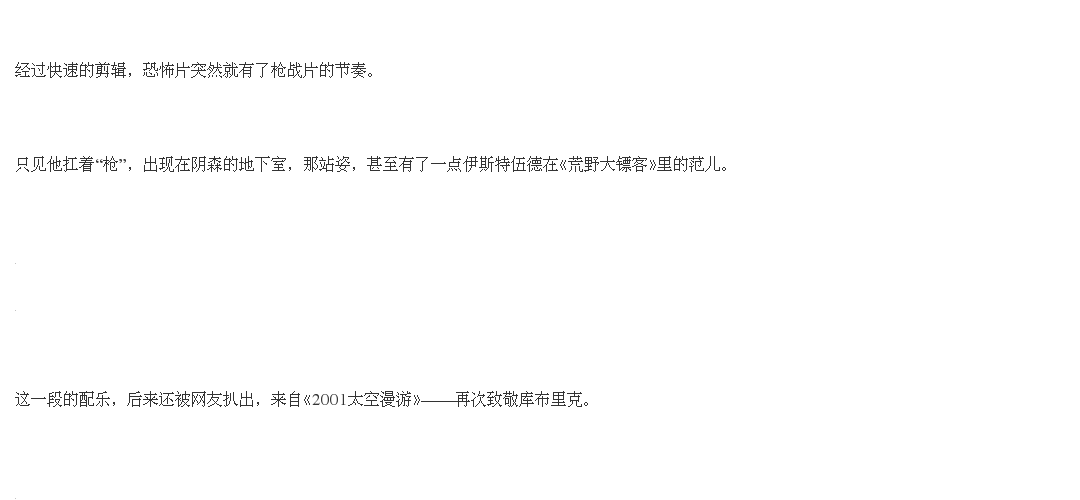 经过快速的剪辑，恐怖片突然就有了枪战片的节奏。
只见他扛着“枪”，出现在阴森的地下室，那站姿，甚至有了一点伊斯特伍德在《荒野大镖客》里的范儿。
这一段的配乐，后来还被网友扒出，来自《2001太空漫游》——再次致敬库布里克。